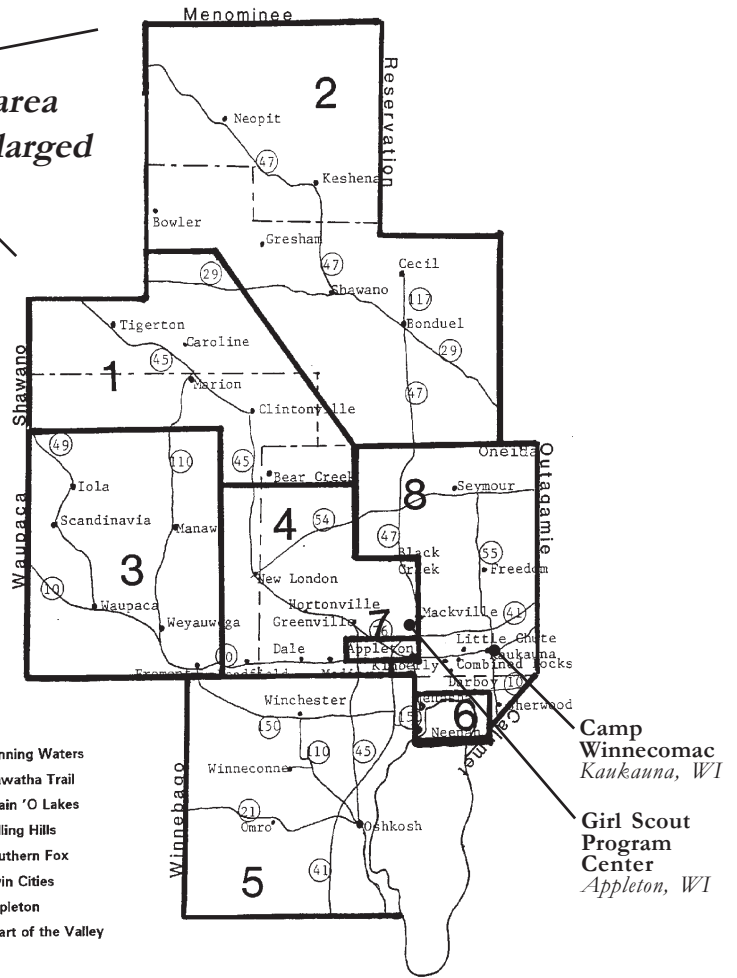 Menominee
area
larged
Reservation
2
Neopit
47
Keshena
Bowler
Gresham
47
29
Cecil
Shawano
117
Bonduel
29
Tigerton
Caroline
45
1
Marion
47
Shawano
Clintonville
49
110
45
Bear Creek
Oneida
Outagamie
Iola
8
Seymour
Scandinavia
Manaw
4
54
47
Black
Creek
55
Freedom
Waupaca
3
10
New London
Waupaca
Hortonville
Greenville
7
76
Mackville
41
Weyauwega
Little Chute
Kaukauna
Dale
Appleton
Kimberly
Combined Locks
Fremont
Darboy
10
Winchester
150
6
Sherwood
Neenah
150
Calumet
110
45
Winneconne
Winnebago
21
Omro
Oshkosh
41
5
Camp
Winnecomac
Kaukauna, WI
Girl Scout
Program
Center
Appleton, WI
nning Waters
awatha Trail
ain 'O Lakes
lling Hills
uthern Fox
in Cities
pleton
art of the Valley